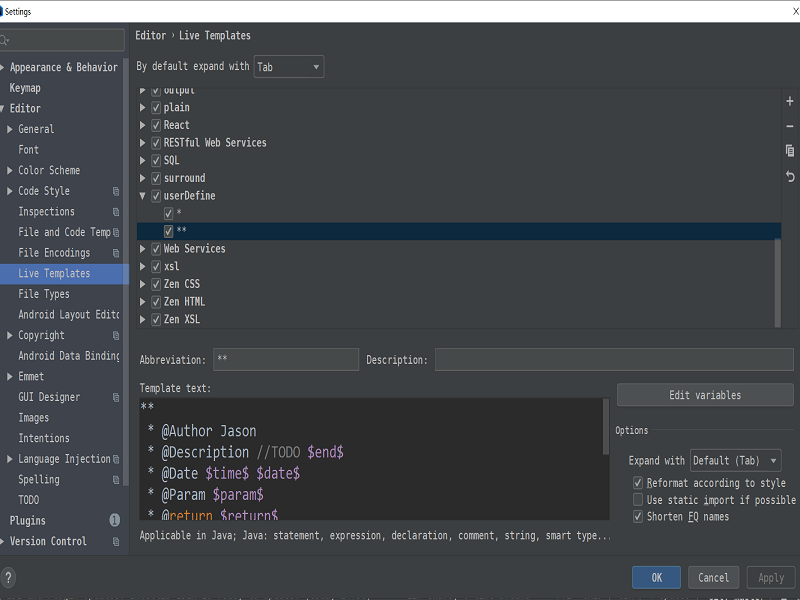 Settings
X
Appearance & Behavior
Keymap
Editor
General
Font
Color Scheme
Code Style
Inspections
File and Code Temp
File Encodings
Live Templates
File Types
Android Layout Edito
Copyright
Android Data Binding
Emmet
GUI Designer
Images
Intentions
Language Injection
Spelling
TODO
Plugins 1
Version Control
?
Editor › Live Templates
By default expand with Tab
output
plain
React
RESTful Web Services
SQL
surround
userDefine
*
**
Web Services
xsl
Zen CSS
Zen HTML
Zen XSL
Abbreviation: ** Description:
Template text:
**
* @Author Jason
* @Description //TODO $end$
* @Date $time$ $date$
* @Param $param$
* @return $return$
Applicable in Java; Java: statement, expression, declaration, comment, string, smart type...
Edit variables
Options
Expand with Default (Tab)
Reformat according to style
Use static import if possible
Shorten FQ names
OK Cancel Apply